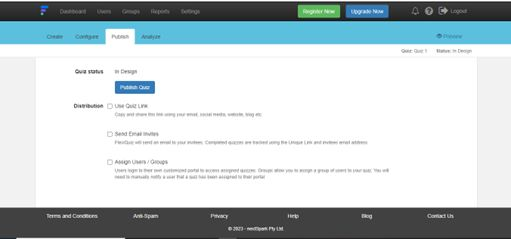 Dashboard Users Groups Reports Settings Register Now Upgrade Now Logout
Create Configure Publish Analyze Preview
Quiz: Quiz 1 Status: In Design
Quiz status In Design
Publish Quiz
Distribution Use Quiz Link
Copy and share this link using your email, social media, website, blog etc.
Send Email Invites
FlexiQuiz will send an email to your invitees. Completed quizzes are tracked using the Unique Link and invitees email address.
Assign Users / Groups
Users login to their own customized portal to access assigned quizzes. Groups allow you to assign a group of users to your quiz. You will
need to manually notify a user that a quiz has been assigned to their portal
Terms and Conditions Anti-Spam Privacy Help Blog Contact Us
© 2023 - nextSpark Pty Ltd.